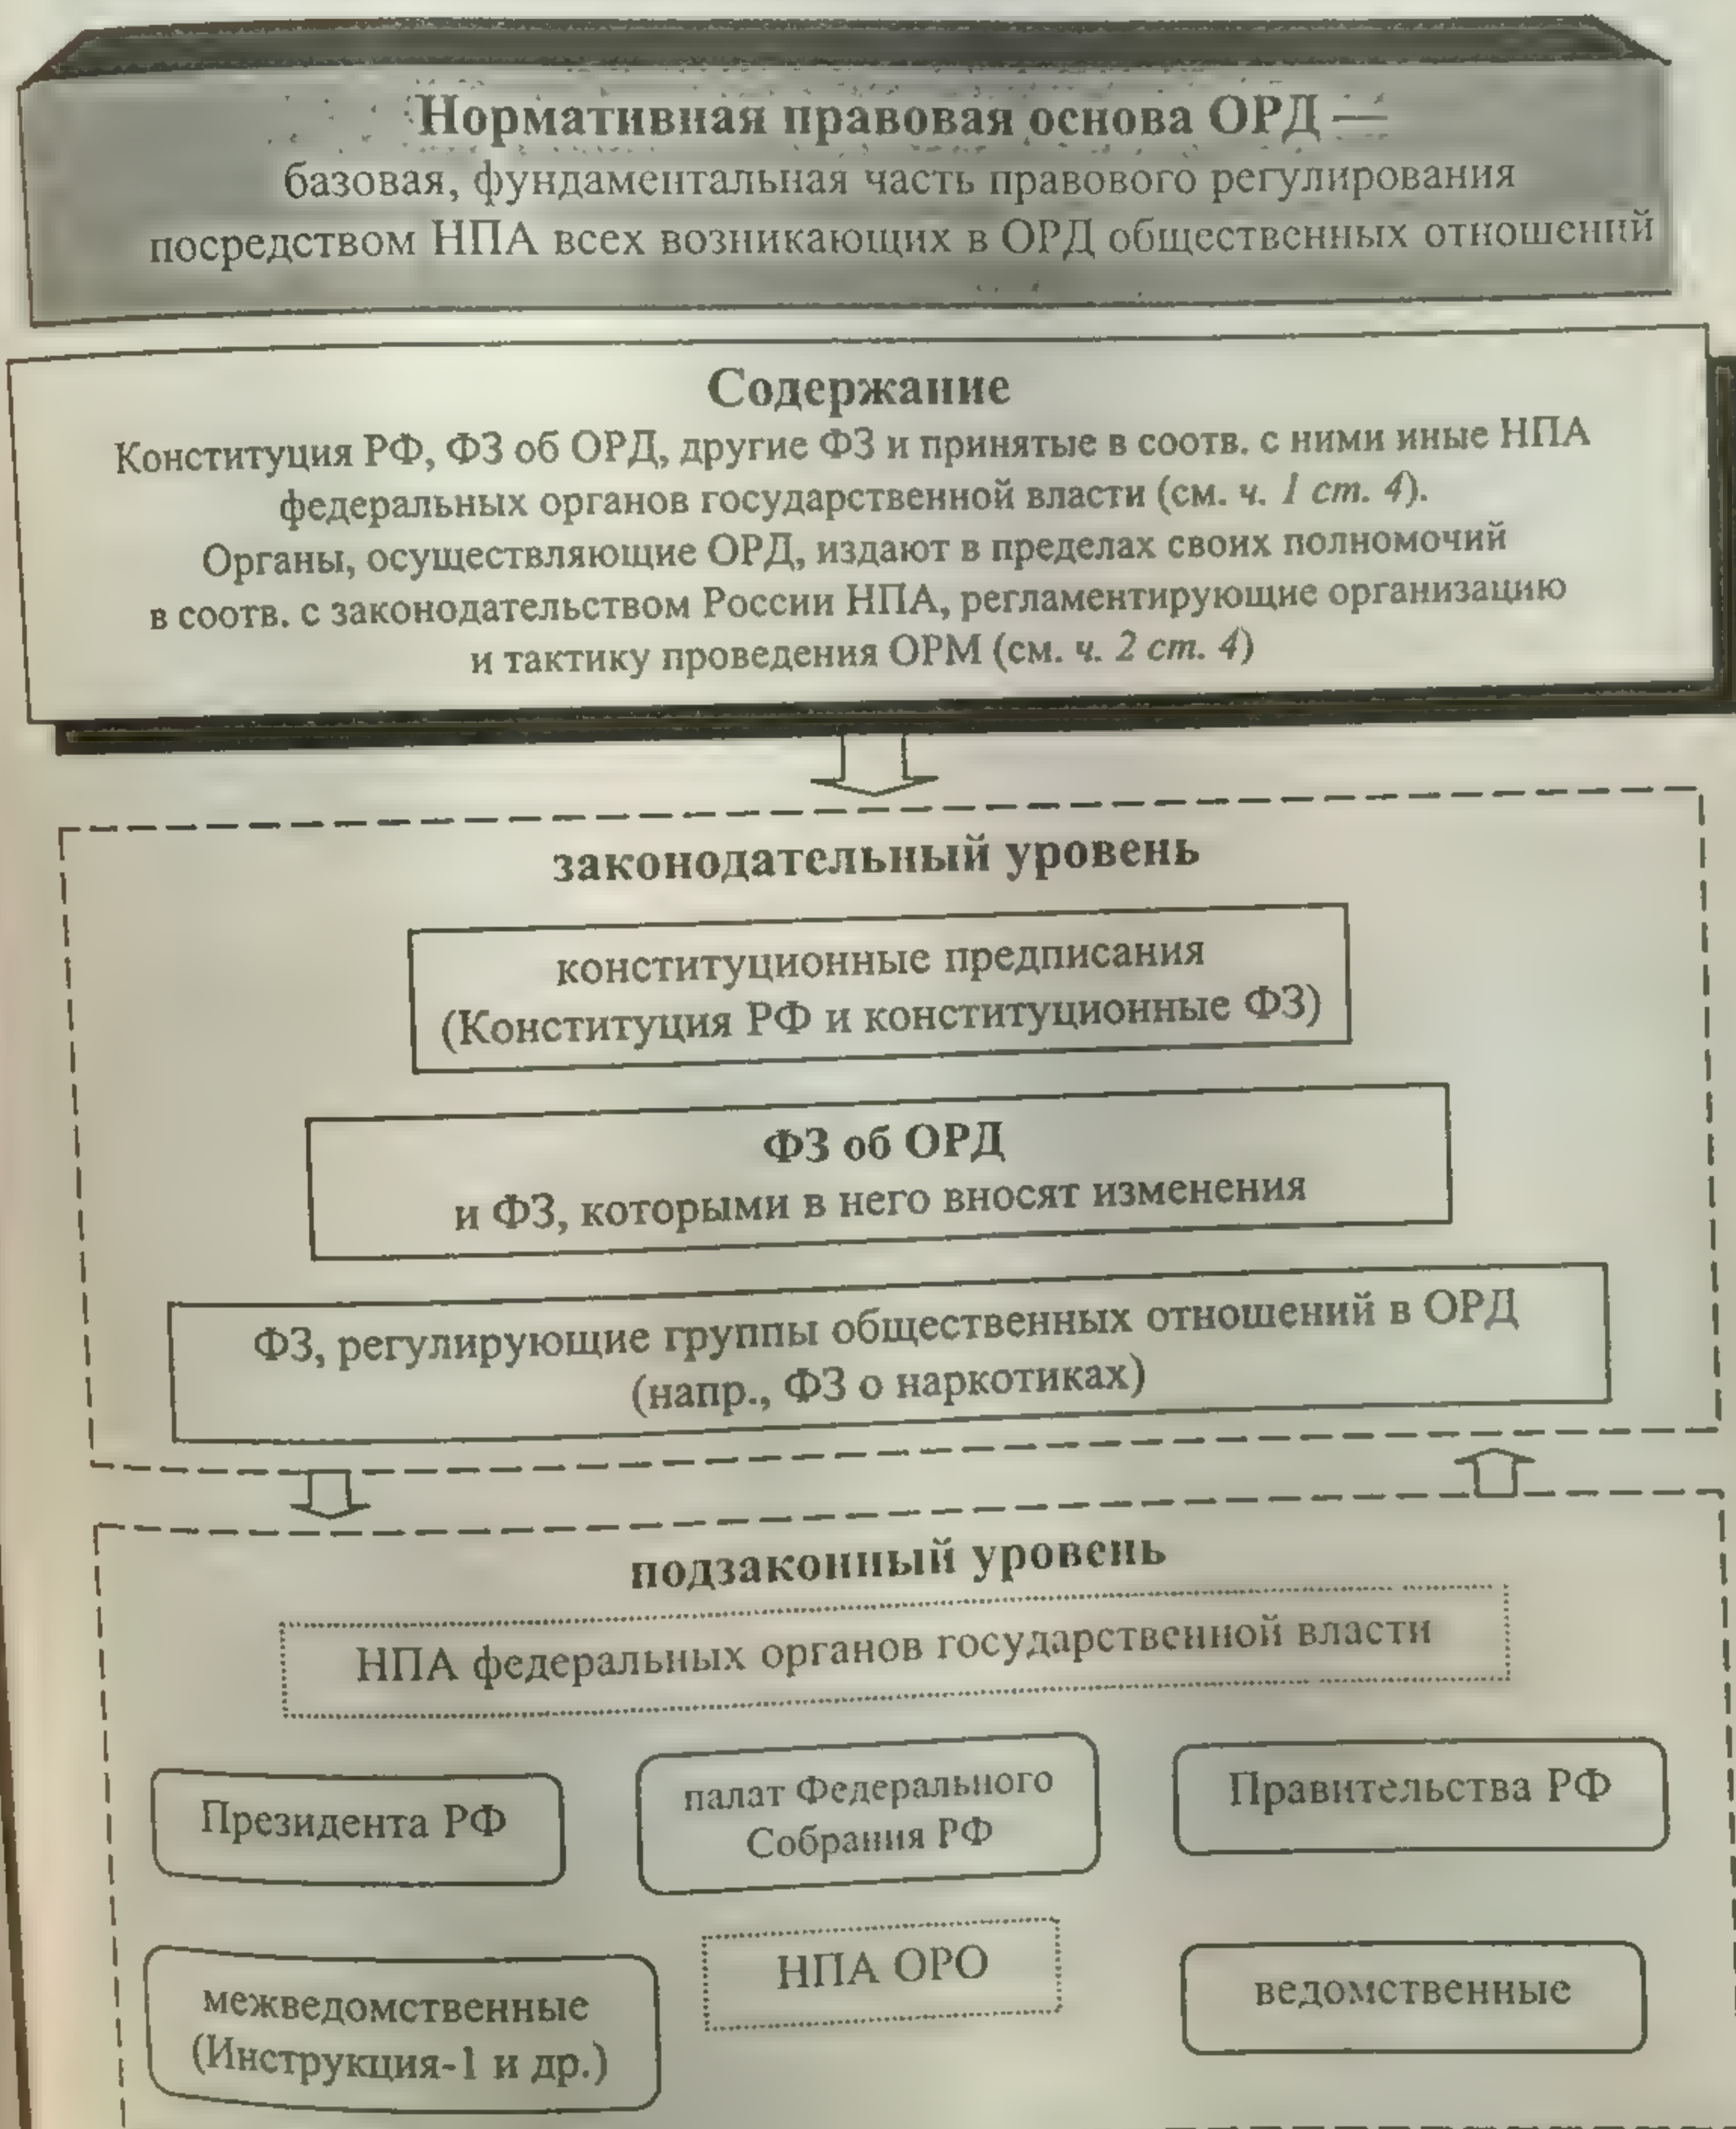 Нормативная правовая основа ОРД —
базовая, фундаментальная часть правового регулирования
посредством НПА всех возникающих в ОРД общественных отношений
Содержание
Конституция РФ, ФЗ об ОРД, другие ФЗ и принятые в соотв. с ними иные НПА
федеральных органов государственной власти (см. ч. 1 ст. 4).
Органы, осуществляющие ОРД, издают в пределах своих полномочий
в соотв. с законодательством России НПА, регламентирующие организацию
и тактику проведения ОРМ (см. ч. 2 ст. 4)
законодательный уровень
конституционные предписания
(Конституция РФ и конституционные ФЗ)
ФЗ об ОРД
и ФЗ, которыми в него вносят изменения
ФЗ, регулирующие группы общественных отношений в ОРД
(напр., ФЗ о наркотиках)
подзаконный уровень
НПА федеральных органов государственной власти
Президента РФ
палат Федерального
Собрания РФ
Правительства РФ
НПА ОРО
межведомственные
(Инструкция-1 и др.)
ведомственные